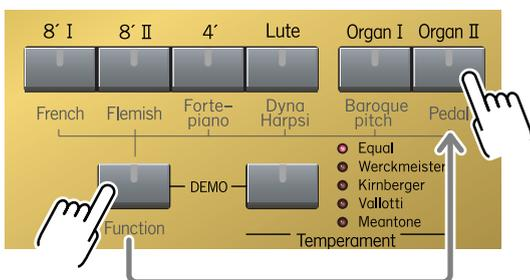 8´ I 8´ II 4´ Lute Organ I Organ II
French Flemish Forte-piano Dyna Harpsi Baroque pitch Pedal
Equal
Werckmeister
DEMO Kirnberger
Vallotti
Function Meantone
Temperament